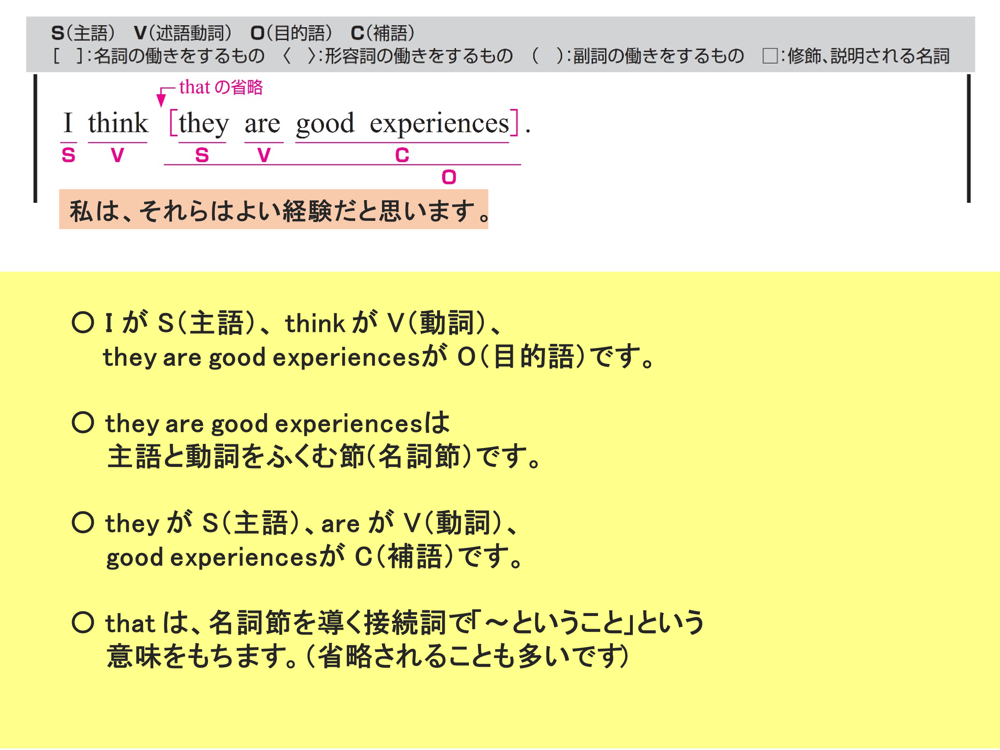 S（主語）　V（述語動詞）　O（目的語）　C（補語）
［　］：名詞の働きをするもの　〈　〉：形容詞の働きをするもの　（　）：副詞の働きをするもの　□：修飾、説明される名詞
thatの省略
I think [they are good experiences].
S V S V C
O
私は、それらはよい経験だと思います。
〇 I が S（主語）、think が V（動詞）、
they are good experiencesが O（目的語）です。
〇 they are good experiencesは
主語と動詞をふくむ節（名詞節）です。
〇 they が S（主語）、are が V（動詞）、
good experiencesが C（補語）です。
〇 that は、名詞節を導く接続詞で「～ということ」という
意味をもちます。（省略されることも多いです）